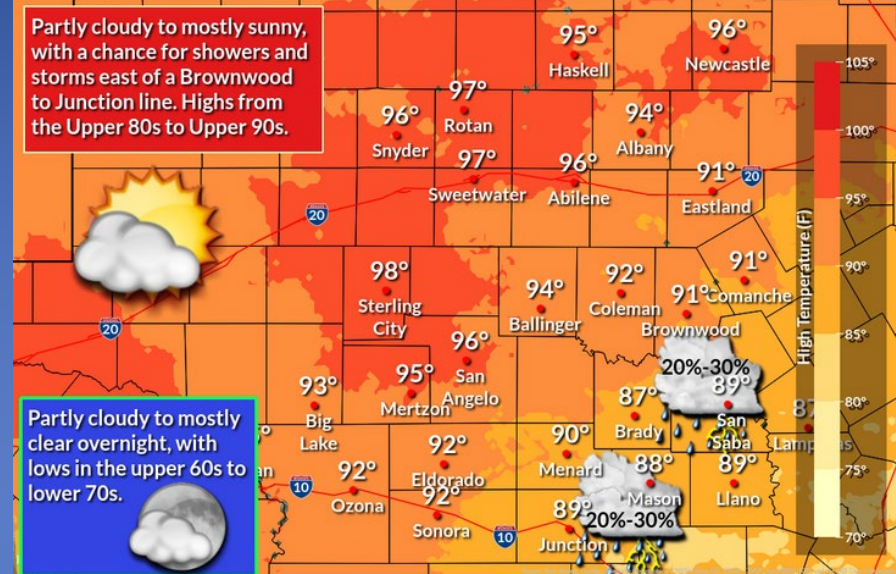 Partly cloudy to mostly sunny,
with a chance for showers and
storms east of a Brownwood
to Junction line. Highs from
the Upper 80s to Upper 90s.
95°
Haskell
96°
Newcastle
97°
Rotan
96°
Snyder
94°
Albany
97°
Sweetwater
96°
Abilene
91°
Eastland
20
20
20
98°
Sterling
City
94°
Ballinger
92°
Coleman
91°
Brownwood
91°
Comanche
96°
San
Angelo
95°
Mertzon
93°
Big
Lake
20%-30%
89°
San
Saba
87°
Brady
92°
Eldorado
92°
Ozona
92°
Sonora
90°
Menard
88°
Mason
89°
Llano
89°
Junction
20%-30%
10
10
Partly cloudy to mostly
clear overnight, with
lows in the upper 60s to
lower 70s.
High Temperature (F)
105°
100°
95°
90°
85°
80°
75°
70°